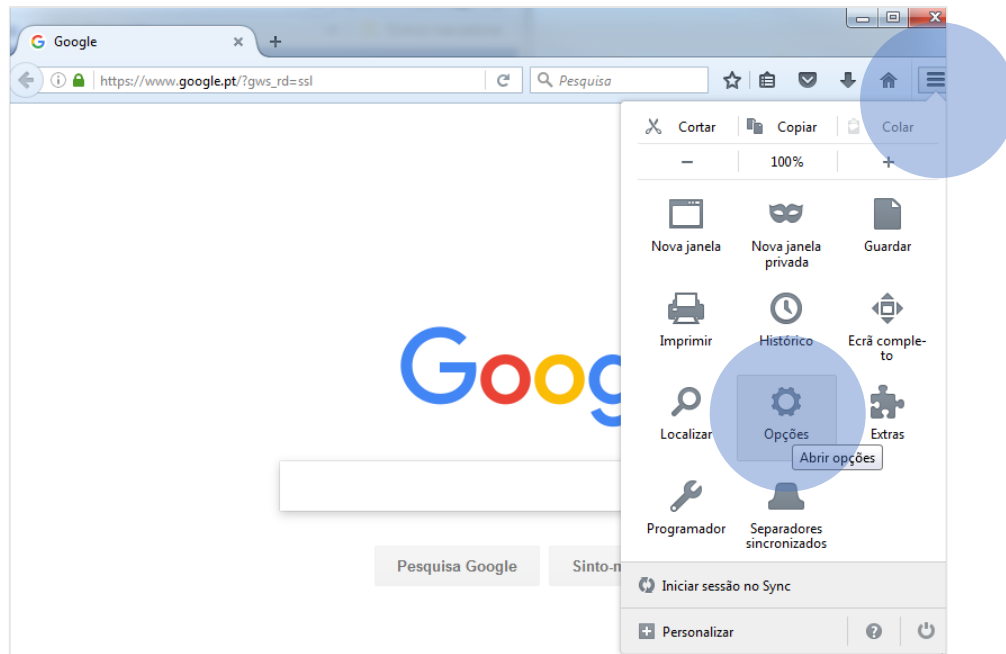 Google
https://www.google.pt/?gws_rd=ssl
Pesquisa
Cortar
Copiar
Colar
100%
Nova janela
Nova janela
privada
Guardar
Imprimir
Histórico
Ecrã comple-
to
Localizar
Opções
Extras
Abrir opções
Programador
Separadores
sincronizados
Goog
Pesquisa Google
Sinto-
Iniciar sessão no Sync
Personalizar